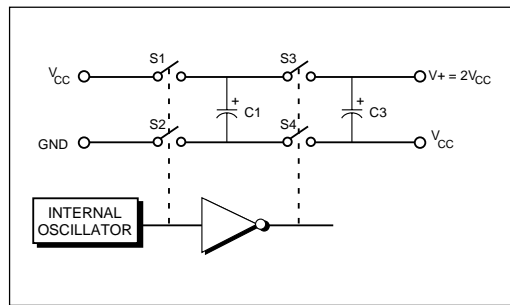 S1
S3
VCC
V+ = 2VCC
+
C1
+
C3
S2
S4
GND
VCC
INTERNAL
OSCILLATOR